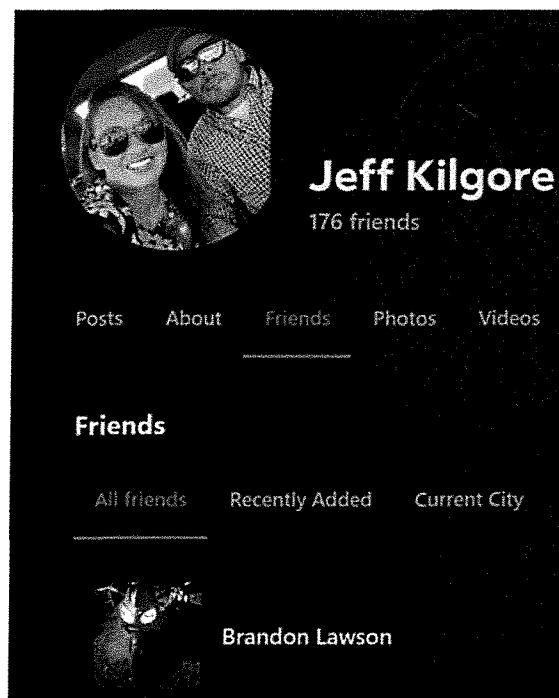 Jeff Kilgore
176 friends
Posts About Friends Photos Videos
Friends
All friends Recently Added Current City
Brandon Lawson